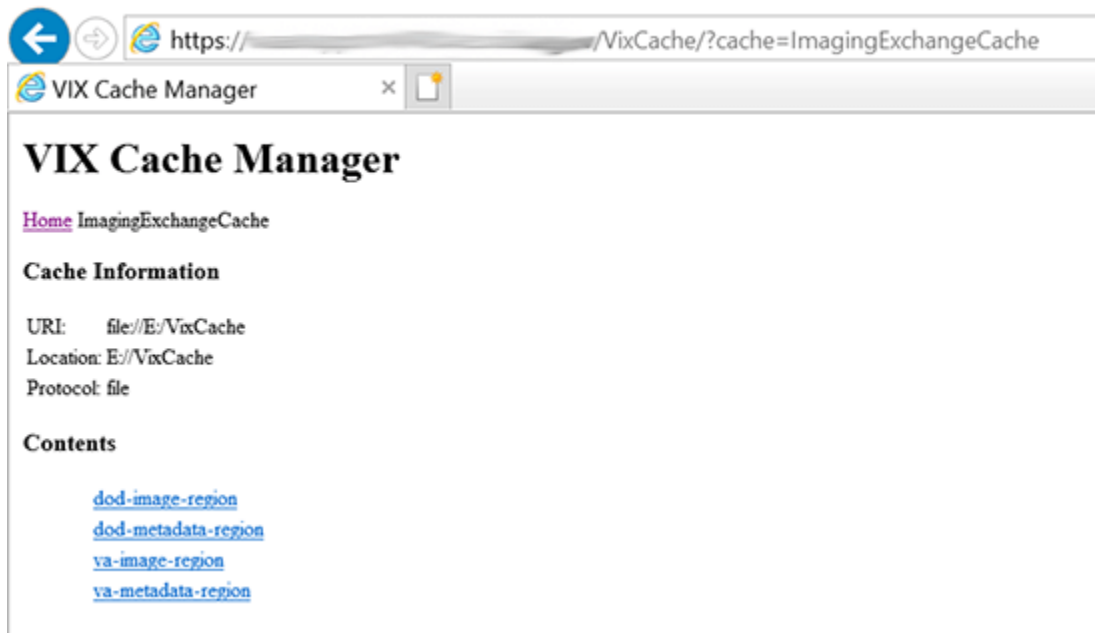 https:// /VixCache/?cache=ImagingExchangeCache
VIX Cache Manager ×
VIX Cache Manager
Home ImagingExchangeCache
Cache Information
URI: file://E:/VixCache
Location: E://VixCache
Protocol: file
Contents
dod-image-region
dod-metadata-region
va-image-region
va-metadata-region